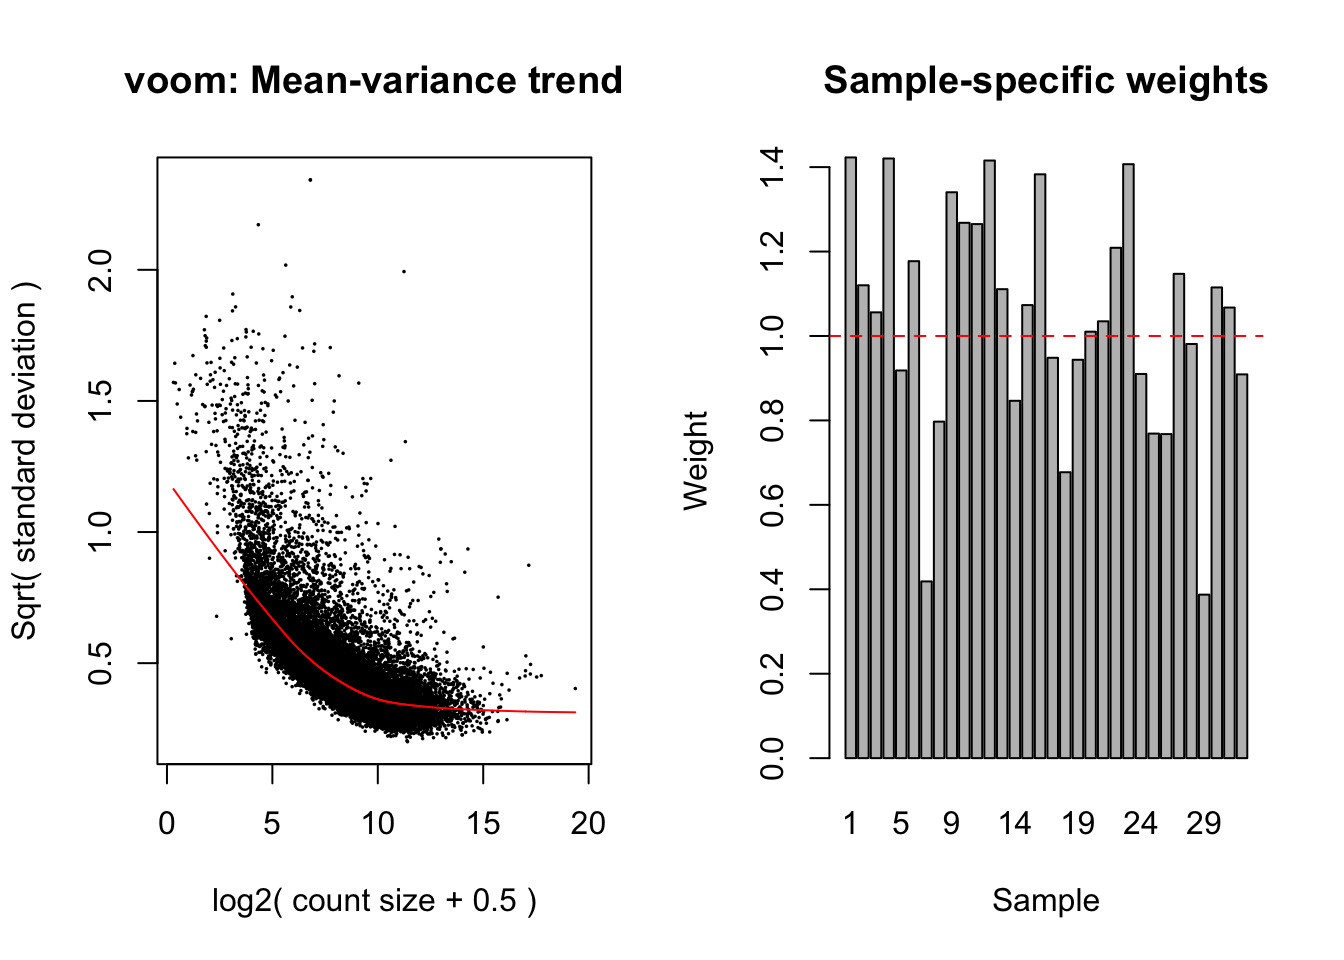 voom: Mean-variance trend
Sqrt( standard deviation )
2.0
1.5
1.0
0.5
0 5 10 15 20
log2( count size + 0.5 )
Sample-specific weights
Weight
1.4
1.2
1.0
0.8
0.6
0.4
0.2
0.0
1 5 9 14 19 24 29
Sample